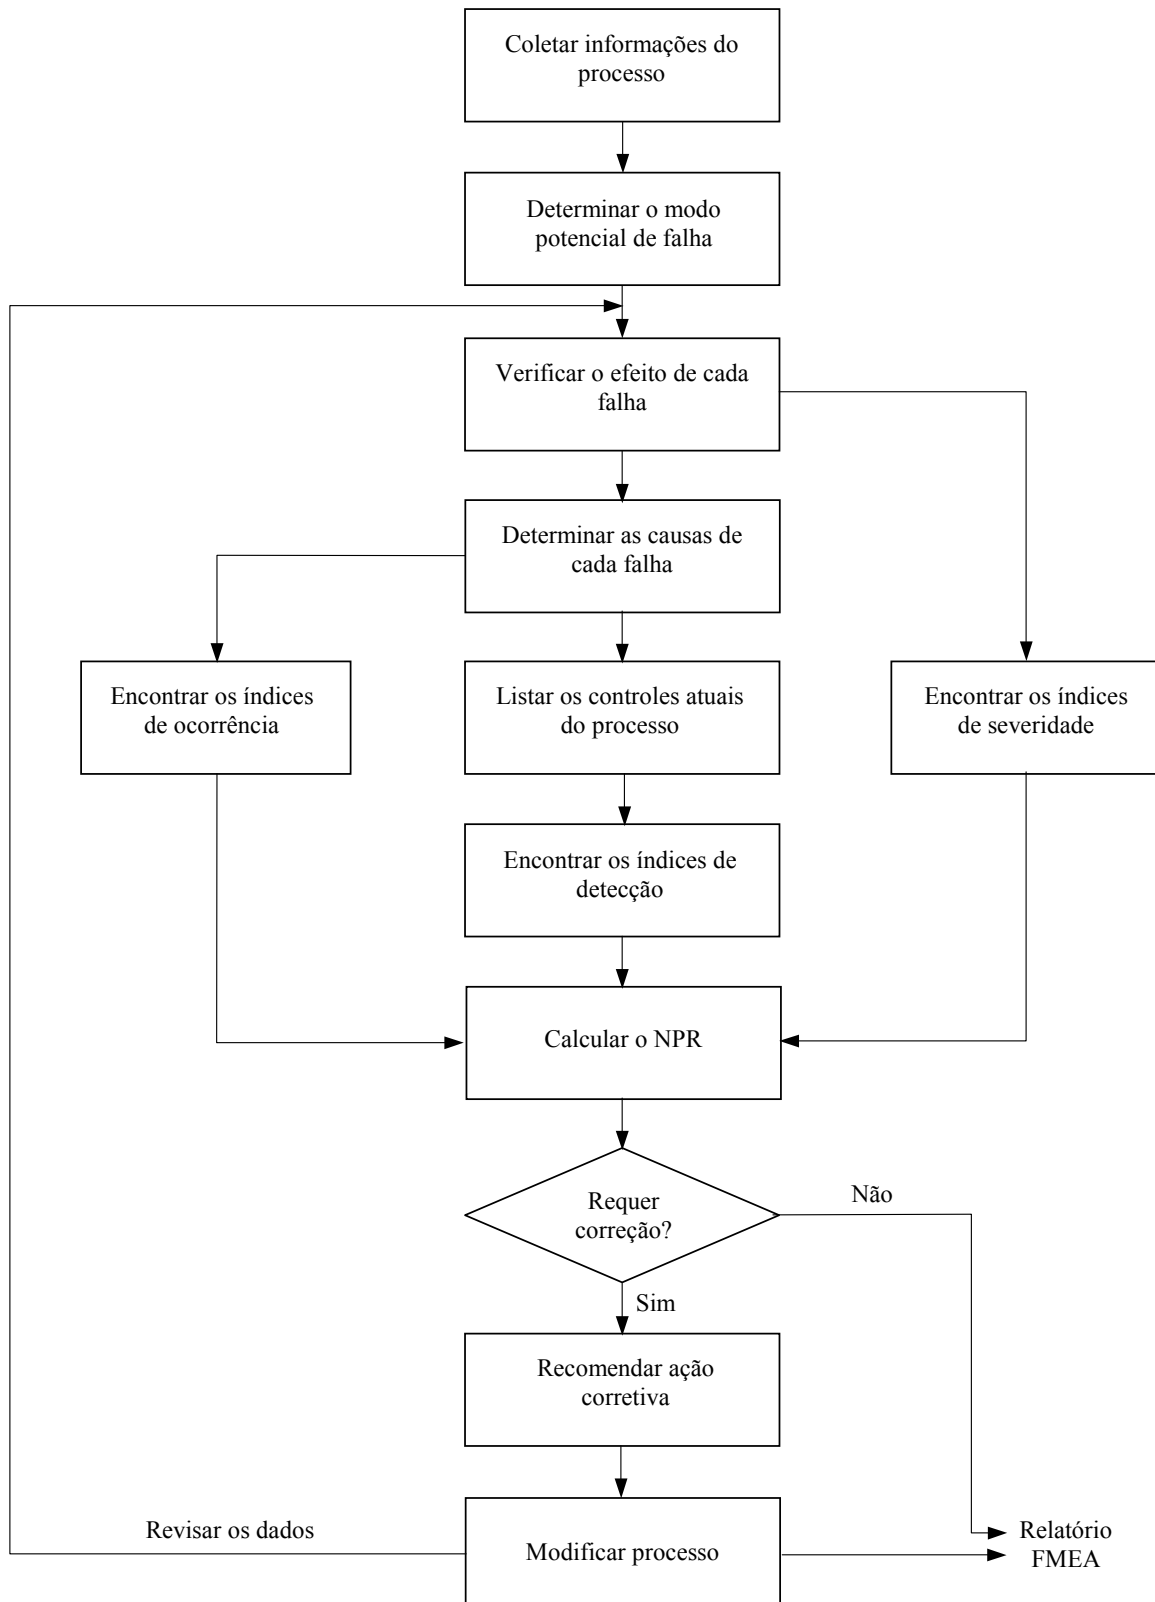 Coletar informações do
processo
Determinar o modo
potencial de falha
Verificar o efeito de cada
falha
Determinar as causas de
cada falha
Encontrar os índices
de ocorrência
Listar os controles atuais
do processo
Encontrar os índices
de severidade
Encontrar os índices de
detecção
Calcular o NPR
Requer
correção?
Não
Sim
Recomendar ação
corretiva
Revisar os dados
Modificar processo
Relatório
FMEA